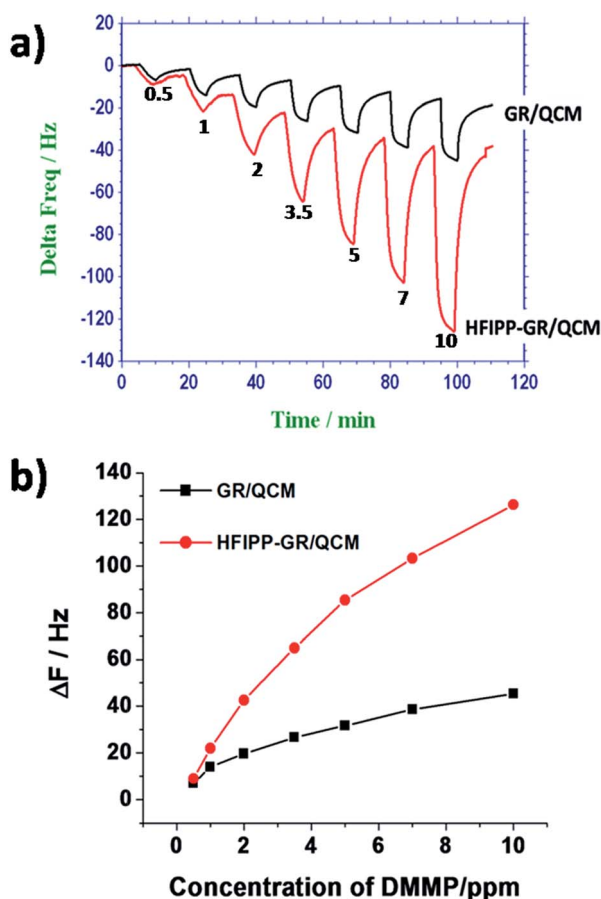 a)
20
0
-20
-40
-60
-80
-100
-120
-140
Delta Freq / Hz
0.5
1
2
3.5
5
7
10
GR/QCM
HFIPP-GR/QCM
0 20 40 60 80 100 120
Time / min
b)
140
120
100
80
60
40
20
0
ΔF / Hz
GR/QCM
HFIPP-GR/QCM
0 2 4 6 8 10
Concentration of DMMP/ppm